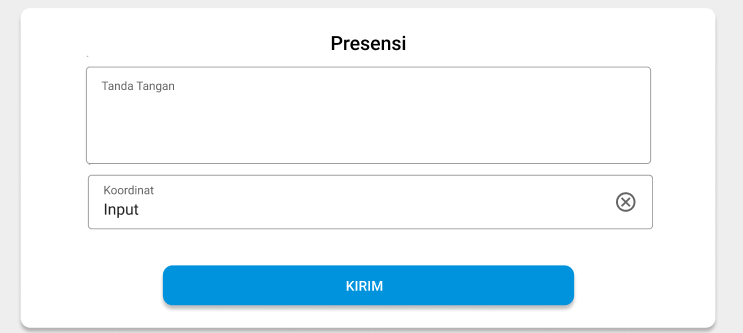 Presensi
Tanda Tangan
Koordinat
Input
KIRIM